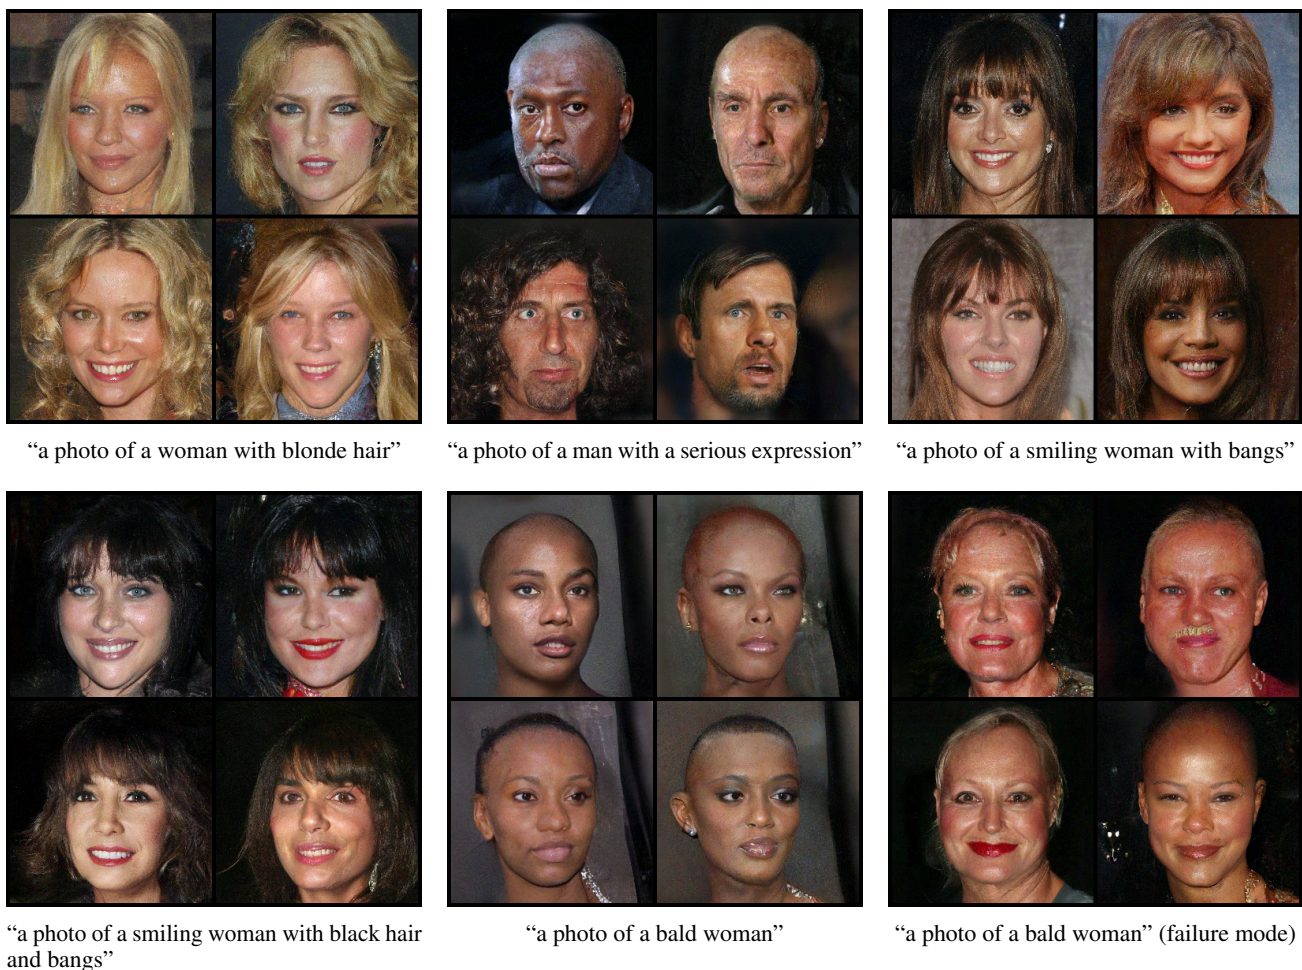 “a photo of a woman with blonde hair”
“a photo of a man with a serious expression”
“a photo of a smiling woman with bangs”
“a photo of a smiling woman with black hair
and bangs”
“a photo of a bald woman”
“a photo of a bald woman” (failure mode)